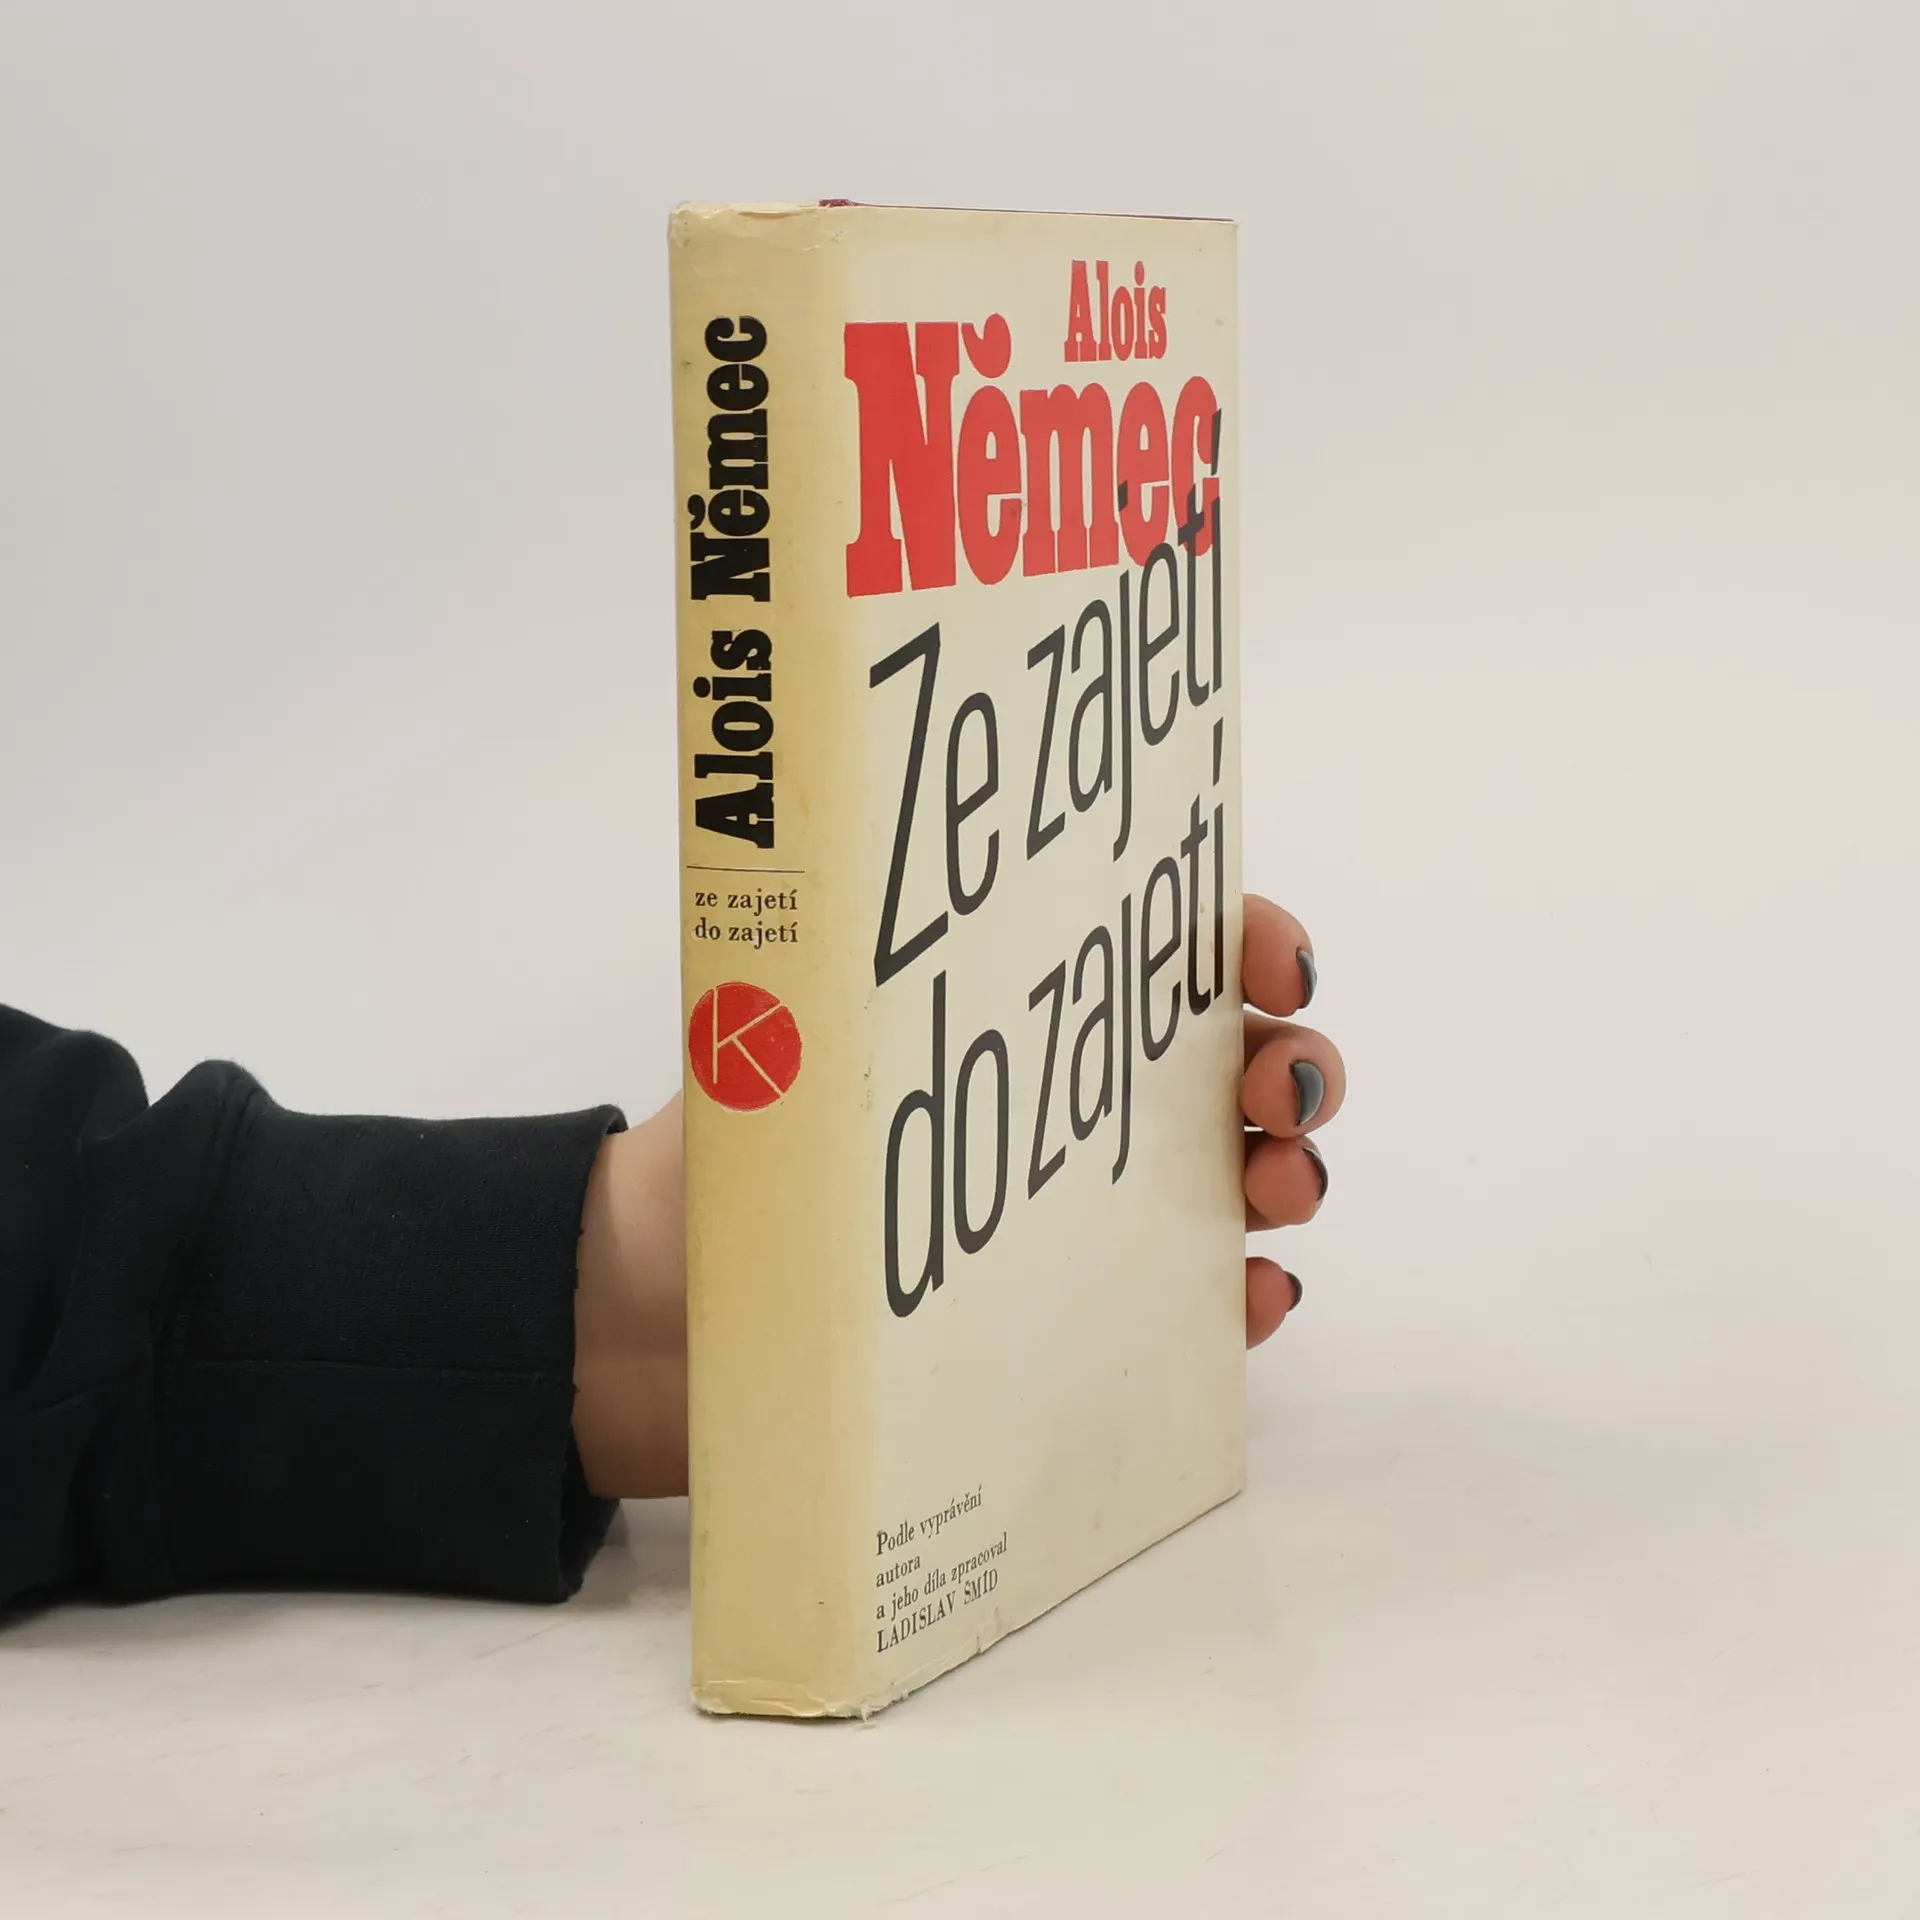 Alois Němec
ze zajetí
do zajetí
K
Alois
Němec
Ze zajetí
do zajetí
Podle vyprávění
autora
a jeho díla zpracoval
LADISLAV ŠMÍD